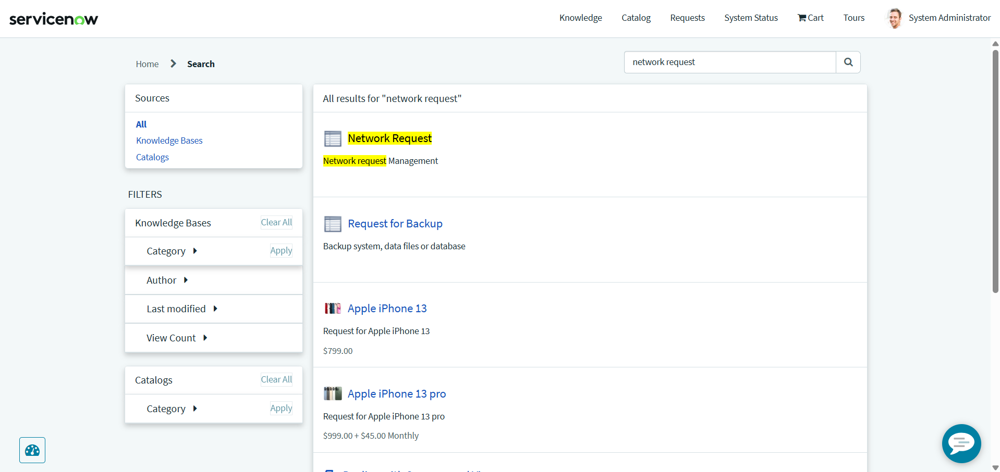 servicenow
Knowledge
Catalog
Requests
System Status
Cart
Tours
System Administrator
Home
Search
network request
Sources
All
Knowledge Bases
Catalogs
FILTERS
Knowledge Bases
Clear All
Category
Apply
Author
Last modified
View Count
Catalogs
Clear All
Category
Apply
All results for "network request"
Network Request
Network request Management
Request for Backup
Backup system, data files or database
Apple iPhone 13
Request for Apple iPhone 13
$799.00
Apple iPhone 13 pro
Request for Apple iPhone 13 pro
$999.00 + $45.00 Monthly